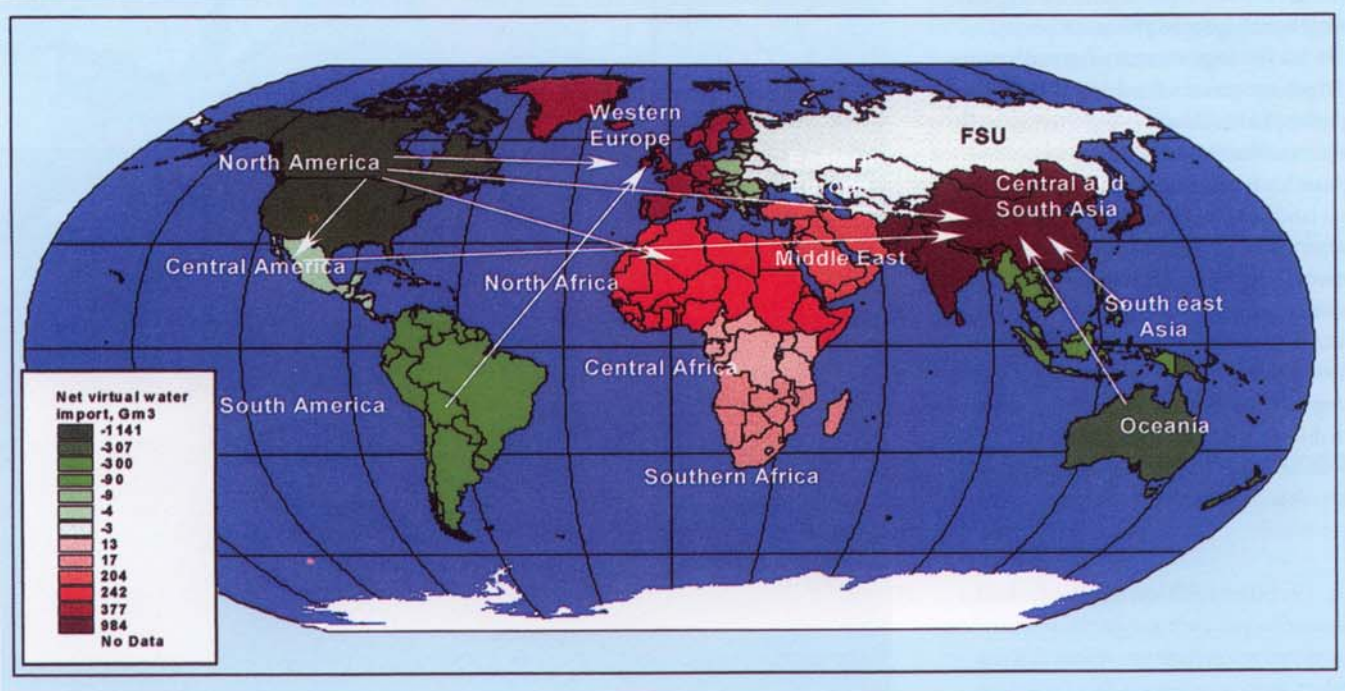 Western
Europe
FSU
North America
Central and
South Asia
Europe
Central America
Middle East
North Africa
South east
Asia
Central Africa
South America
Oceania
Southern Africa
Net virtual water
import, Gm3
-1141
-307
-300
-90
-9
-4
-3
13
17
204
242
377
984
No Data